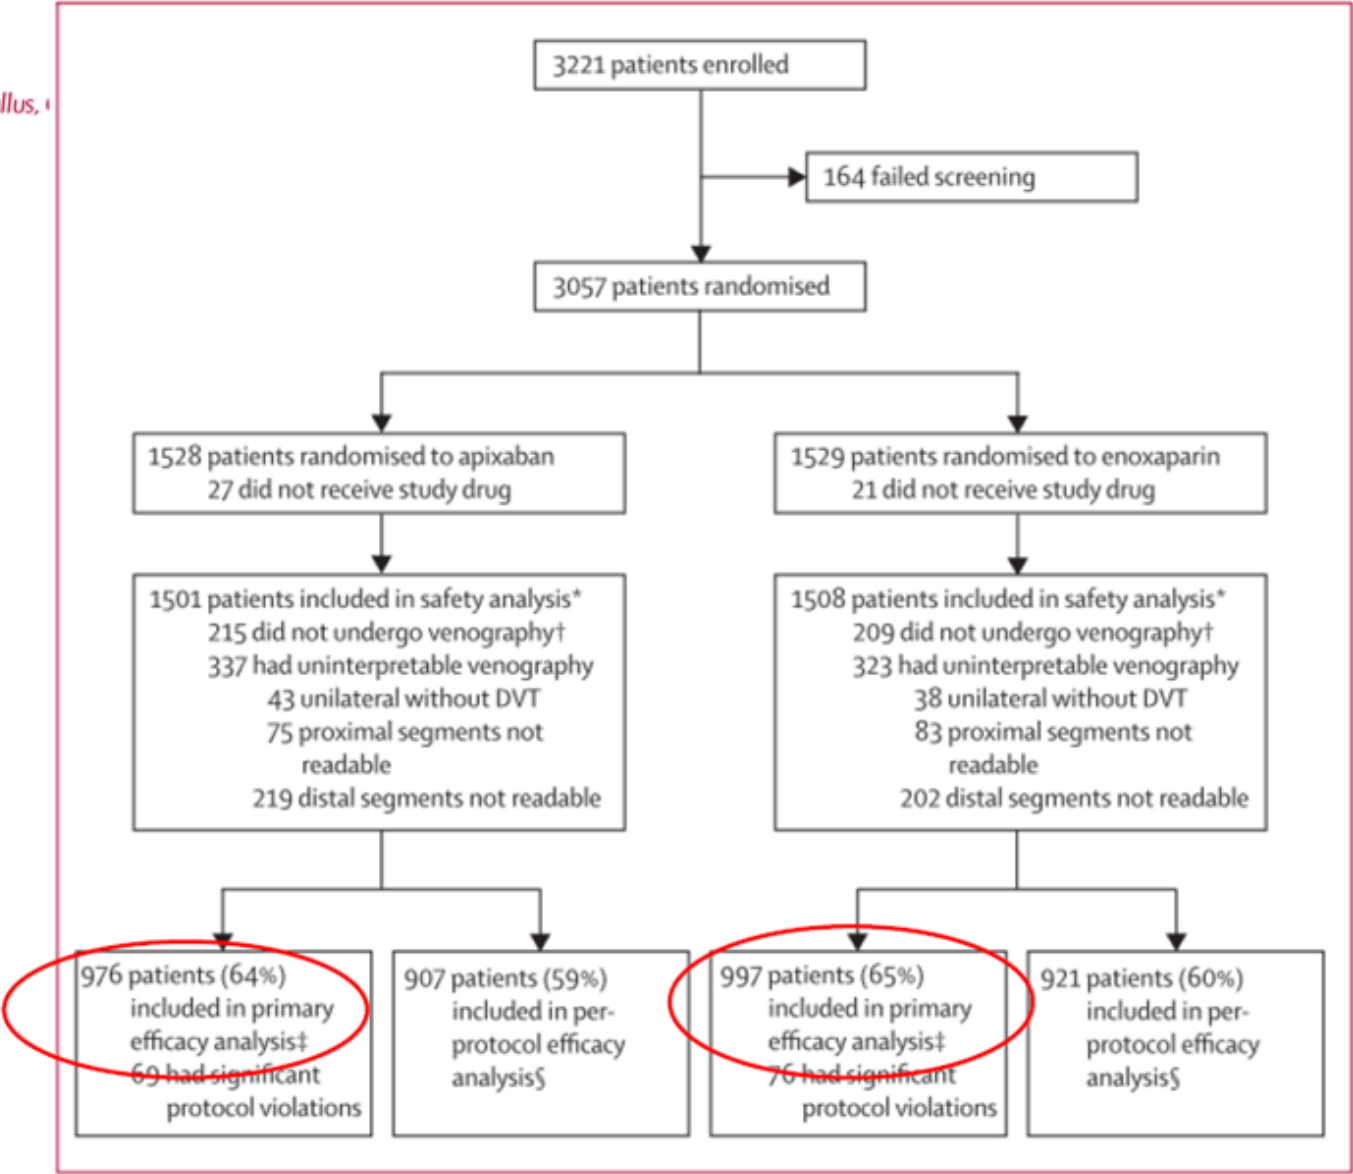 3221 patients enrolled
llus,
164 failed screening
3057 patients randomised
1528 patients randomised to apixaban
27 did not receive study drug
1529 patients randomised to enoxaparin
21 did not receive study drug
1501 patients included in safety analysis*
215 did not undergo venography†
337 had uninterpretable venography
43 unilateral without DVT
75 proximal segments not
readable
219 distal segments not readable
1508 patients included in safety analysis*
209 did not undergo venography†
323 had uninterpretable venography
38 unilateral without DVT
83 proximal segments not
readable
202 distal segments not readable
976 patients (64%)
included in primary
efficacy analysis‡
69 had significant
protocol violations
907 patients (59%)
included in per-
protocol efficacy
analysis§
997 patients (65%)
included in primary
efficacy analysis‡
76 had significant
protocol violations
921 patients (60%)
included in per-
protocol efficacy
analysis§